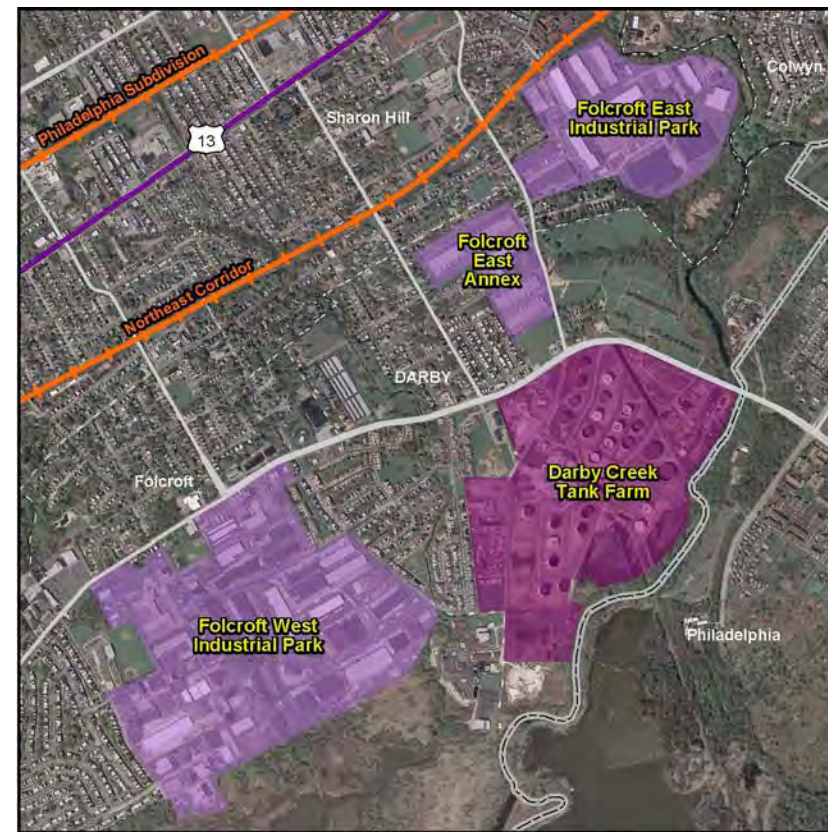 Philadelphia Subdivision
13
Sharon Hill
Colwyn
Folcroft East
Industrial Park
Folcroft
East
Annex
Northeast Corridor
DARBY
Folcroft
Darby Creek
Tank Farm
Folcroft West
Industrial Park
Philadelphia